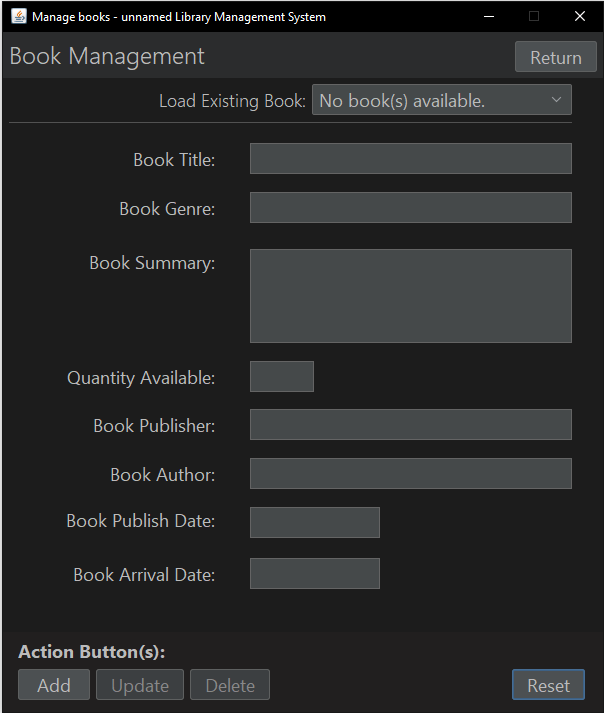 Manage books - unnamed Library Management System
Book Management
Return
Load Existing Book: No book(s) available.
Book Title:
Book Genre:
Book Summary:
Quantity Available:
Book Publisher:
Book Author:
Book Publish Date:
Book Arrival Date:
Action Button(s):
Add Update Delete Reset